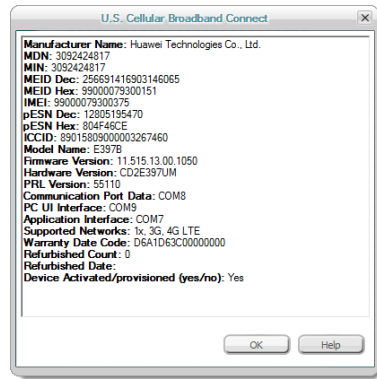 U.S. Cellular Broadband Connect
Manufacturer Name: Huawei Technologies Co., Ltd.
MDN: 3092424817
MIN: 3092424817
MEID Dec: 256691416903146065
MEID Hex: 99000079300151
IMEI: 99000079300375
pESN Dec: 12805195470
pESN Hex: 804F46CE
ICCID: 89015809000003267460
Model Name: E397B
Firmware Version: 11.515.13.00.1050
Hardware Version: CD2E397UM
PRL Version: 55110
Communication Port Data: COM8
PC UI Interface: COM9
Application Interface: COM7
Supported Networks: 1x, 3G, 4G LTE
Warranty Date Code: D6A1D63C00000000
Refurbished Count: 0
Refurbished Date:
Device Activated/provisioned (yes/no): Yes
OK Help